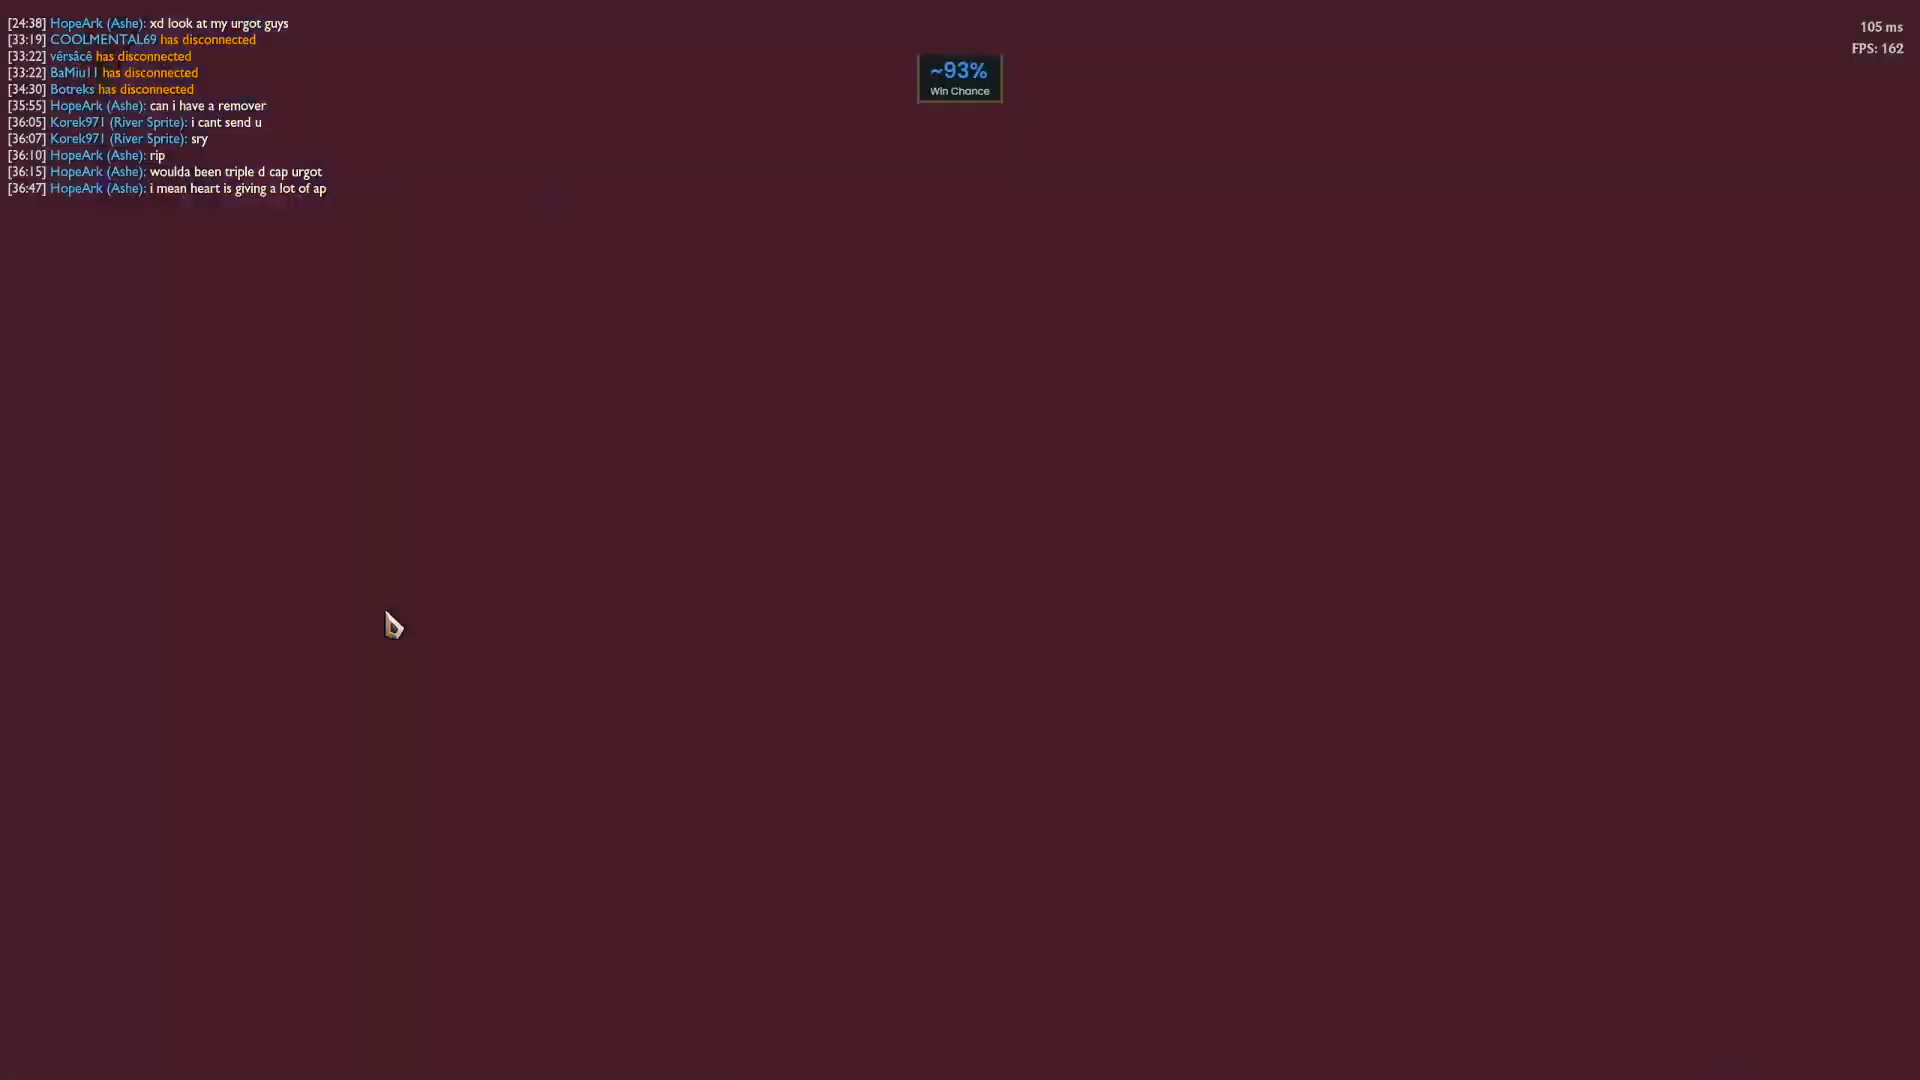 [24:38] HopeArk (Ashe): xd look at my urgot guys
[33:19] COOLMENTAL69 has disconnected
[33:22] vêrsâcê has disconnected
[33:22] BaMiu11 has disconnected
[34:30] Botreks has disconnected
[35:55] HopeArk (Ashe): can i have a remover
[36:05] Korek971 (River Sprite): i cant send u
[36:07] Korek971 (River Sprite): sry
[36:10] HopeArk (Ashe): rip
[36:15] HopeArk (Ashe): woulda been triple d cap urgot
[36:47] HopeArk (Ashe): i mean heart is giving a lot of ap
~93%
Win Chance
105 ms
FPS: 162